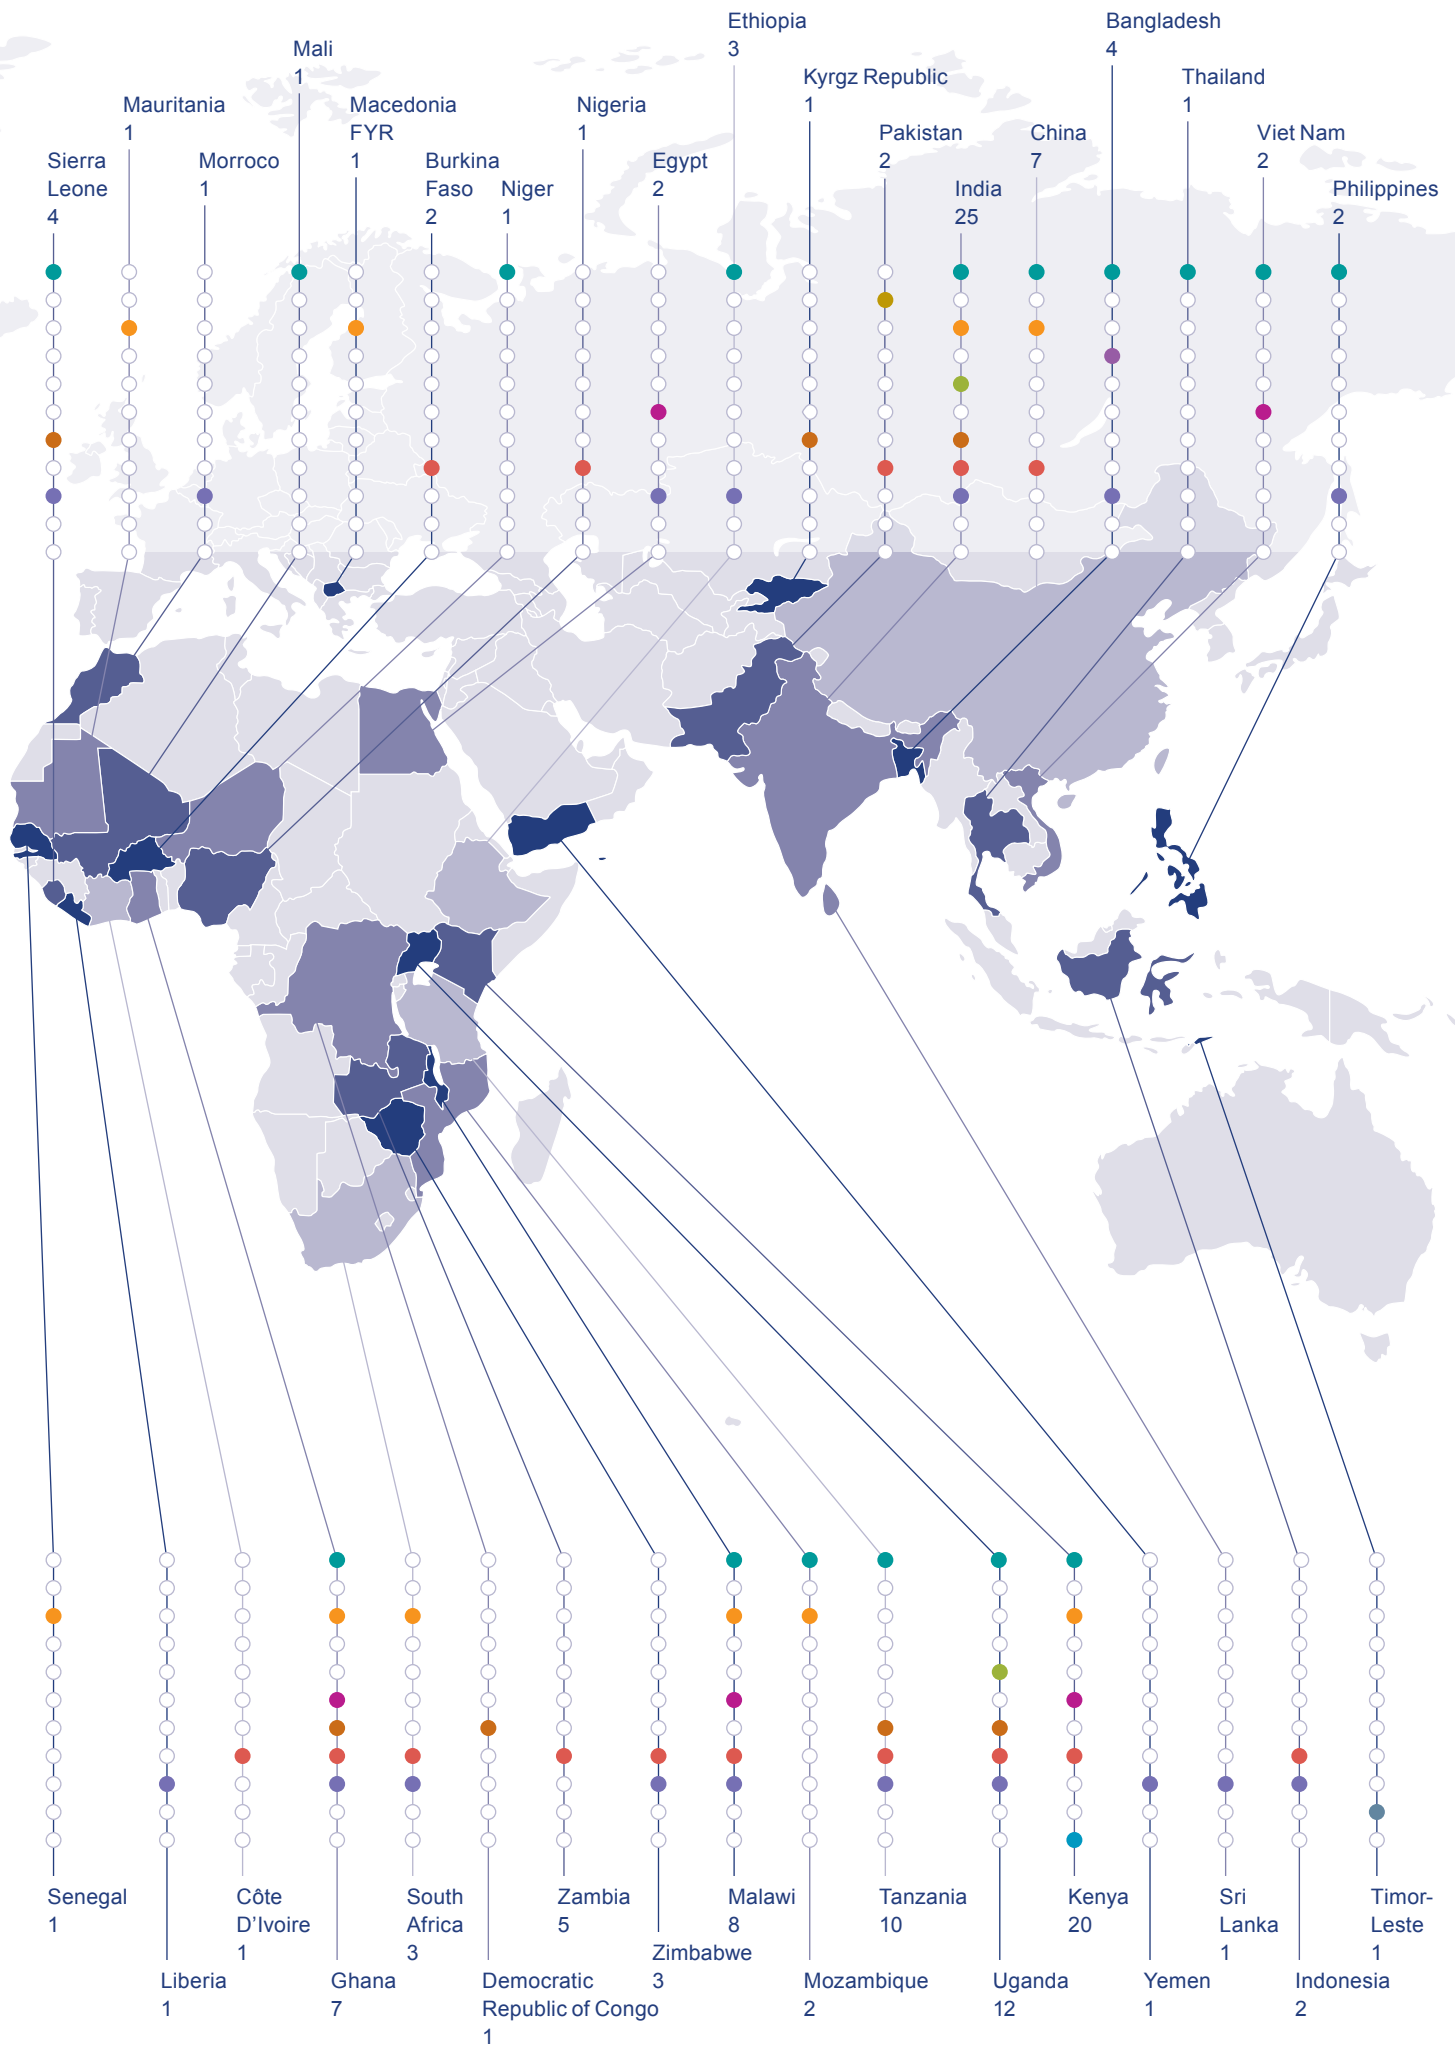 Ethiopia
3
Bangladesh
4
Mali
1
Kyrgz Republic
1
Thailand
1
Mauritania
1
Macedonia
FYR
1
Nigeria
1
Pakistan
2
China
7
Viet Nam
2
Sierra
Leone
4
Morroco
1
Burkina
Faso
2
Niger
1
Egypt
2
India
25
Philippines
2
Senegal
1
Côte
D'Ivoire
1
South
Africa
3
Zambia
5
Malawi
8
Tanzania
10
Kenya
20
Sri
Lanka
1
Timor-
Leste
1
Zimbabwe
3
Liberia
1
Ghana
7
Democratic
Republic of Congo
1
Mozambique
2
Uganda
12
Yemen
1
Indonesia
2